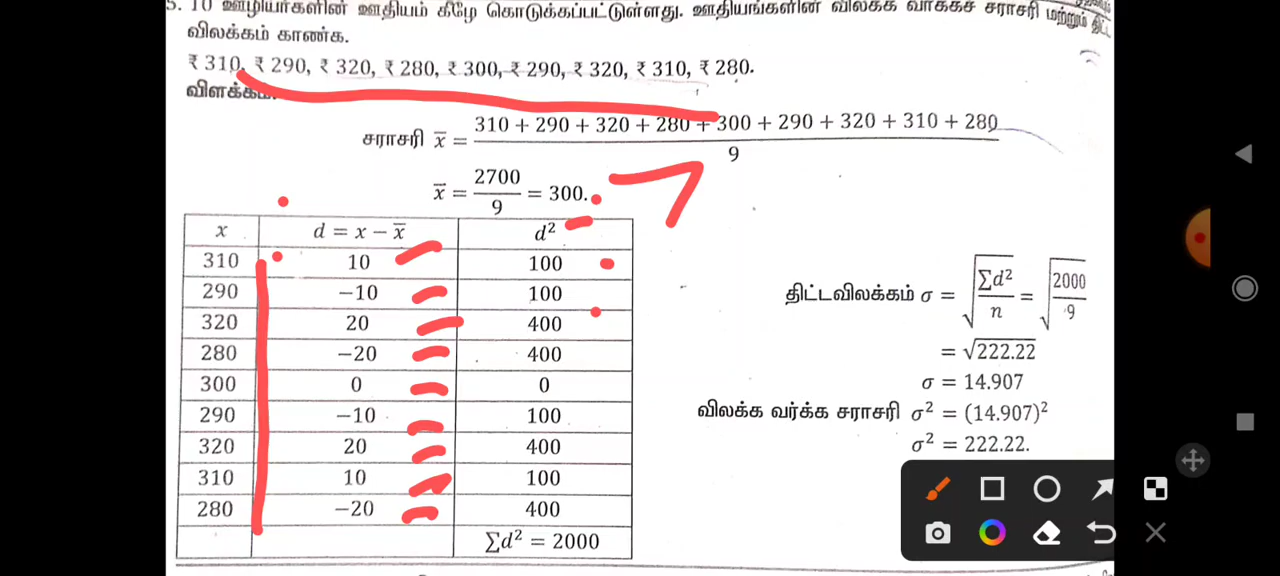 5. 10 ஊழியர்களின் ஊதியம் கீழே கொடுக்கப்பட்டுள்ளது. ஊதியங்களின் விலக்க வர்க்கச் சராசரி மற்றும் திட்ட
விலக்கம் காண்க.
₹ 310, ₹ 290, ₹ 320, ₹ 280, ₹ 300, ₹ 290, ₹ 320, ₹ 310, ₹ 280.
சராசரி x̅ = 310 + 290 + 320 + 280 + 300 + 290 + 320 + 310 + 280 / 9
x̅ = 2700 / 9 = 300.
x d = x − x̅ d²
310 10 100
290 −10 100
320 20 400
280 −20 400
300 0 0
290 −10 100
320 20 400
310 10 100
280 −20 400
∑d² = 2000
திட்டவிலக்கம் σ = √(∑d² / n) = √(2000 / 9)
= √222.22
σ = 14.907
விலக்க வர்க்க சராசரி σ² = (14.907)²
σ² = 222.22.